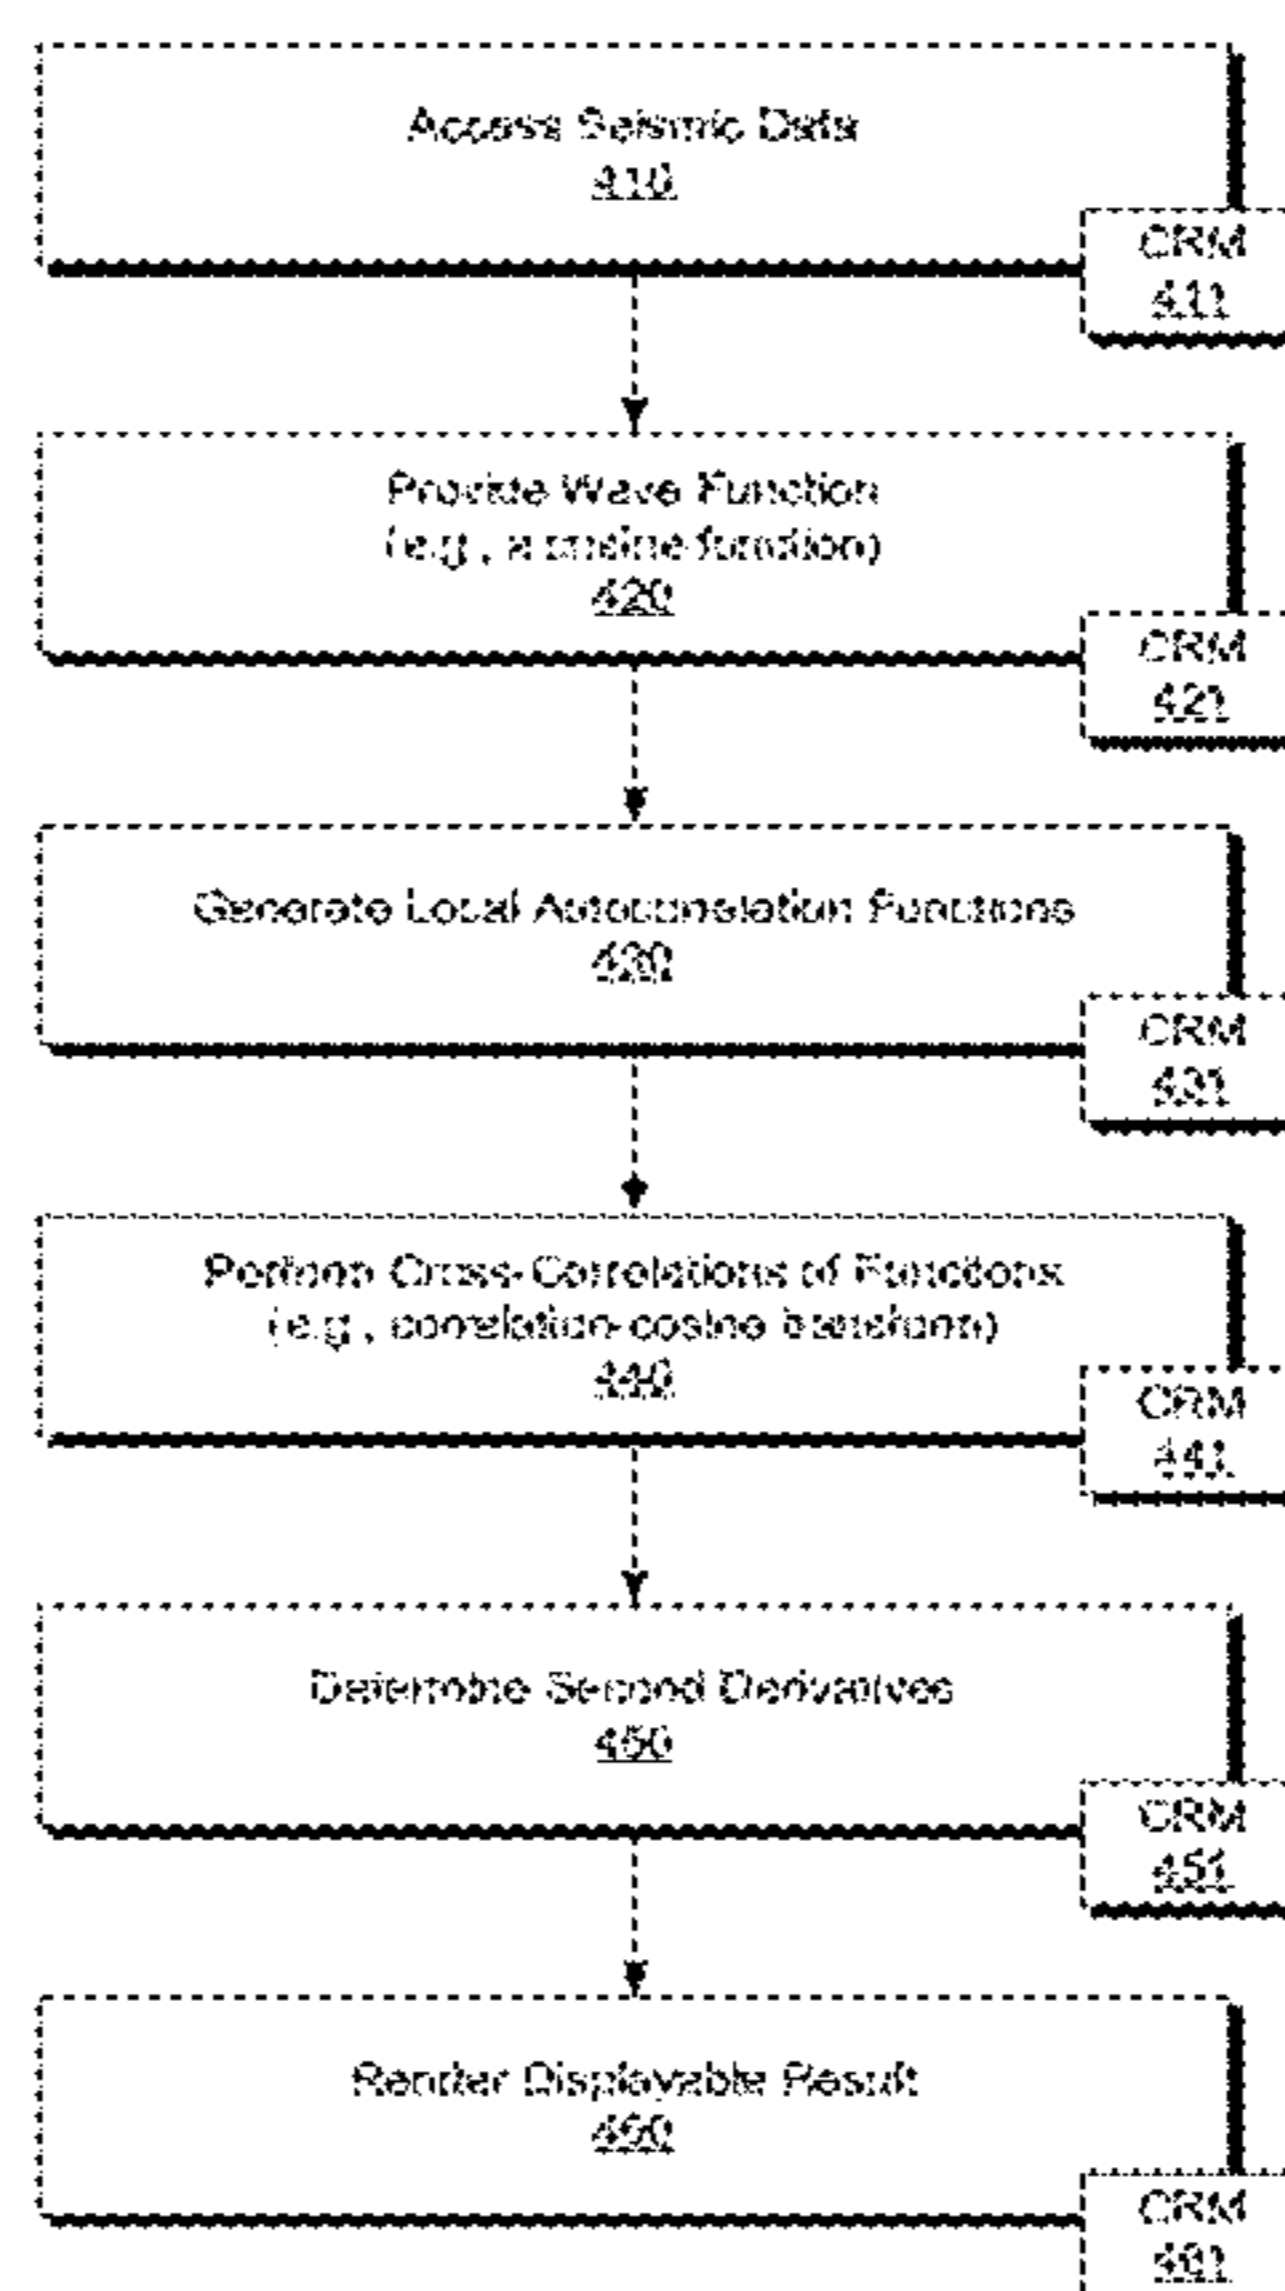 Access Seismic Data
410
CRM
411
Provide Wave Function
(e.g., a cosine function)
420
CRM
421
Generate Local Autocorrelation Functions
430
CRM
431
Perform Cross-Correlations of Functions
(e.g., correlation-cosine transform)
440
CRM
441
Determine Second Derivatives
450
CRM
451
Render Displayable Result
460
CRM
461